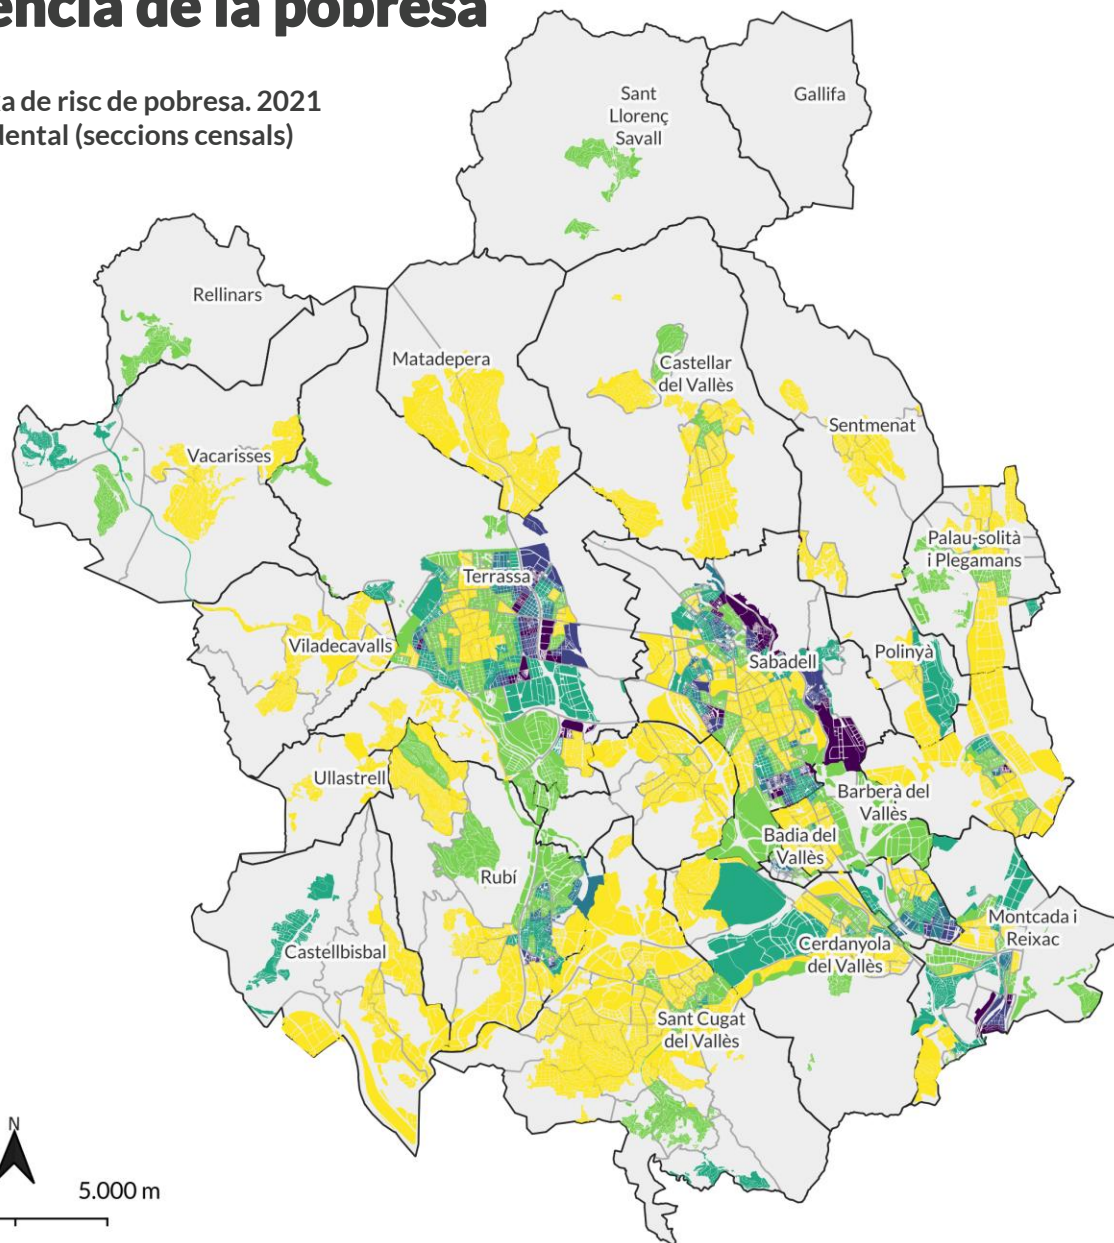 ència de la pobresa
a de risc de pobresa. 2021
dental (seccions censals)
Sant
Llorenç
Savall
Gallifa
Rellinars
Matadepera
Castellar
del Vallès
Sentmenat
Vacarisses
Palau-solità
i Plegamans
Terrassa
Viladecavalls
Sabadell
Polinyà
Ullastrell
Barberà del
Vallès
Badia del
Vallès
Rubí
Montcada i
Reixac
Castellbisbal
Cerdanyola
del Vallès
Sant Cugat
del Vallès
N
5.000 m